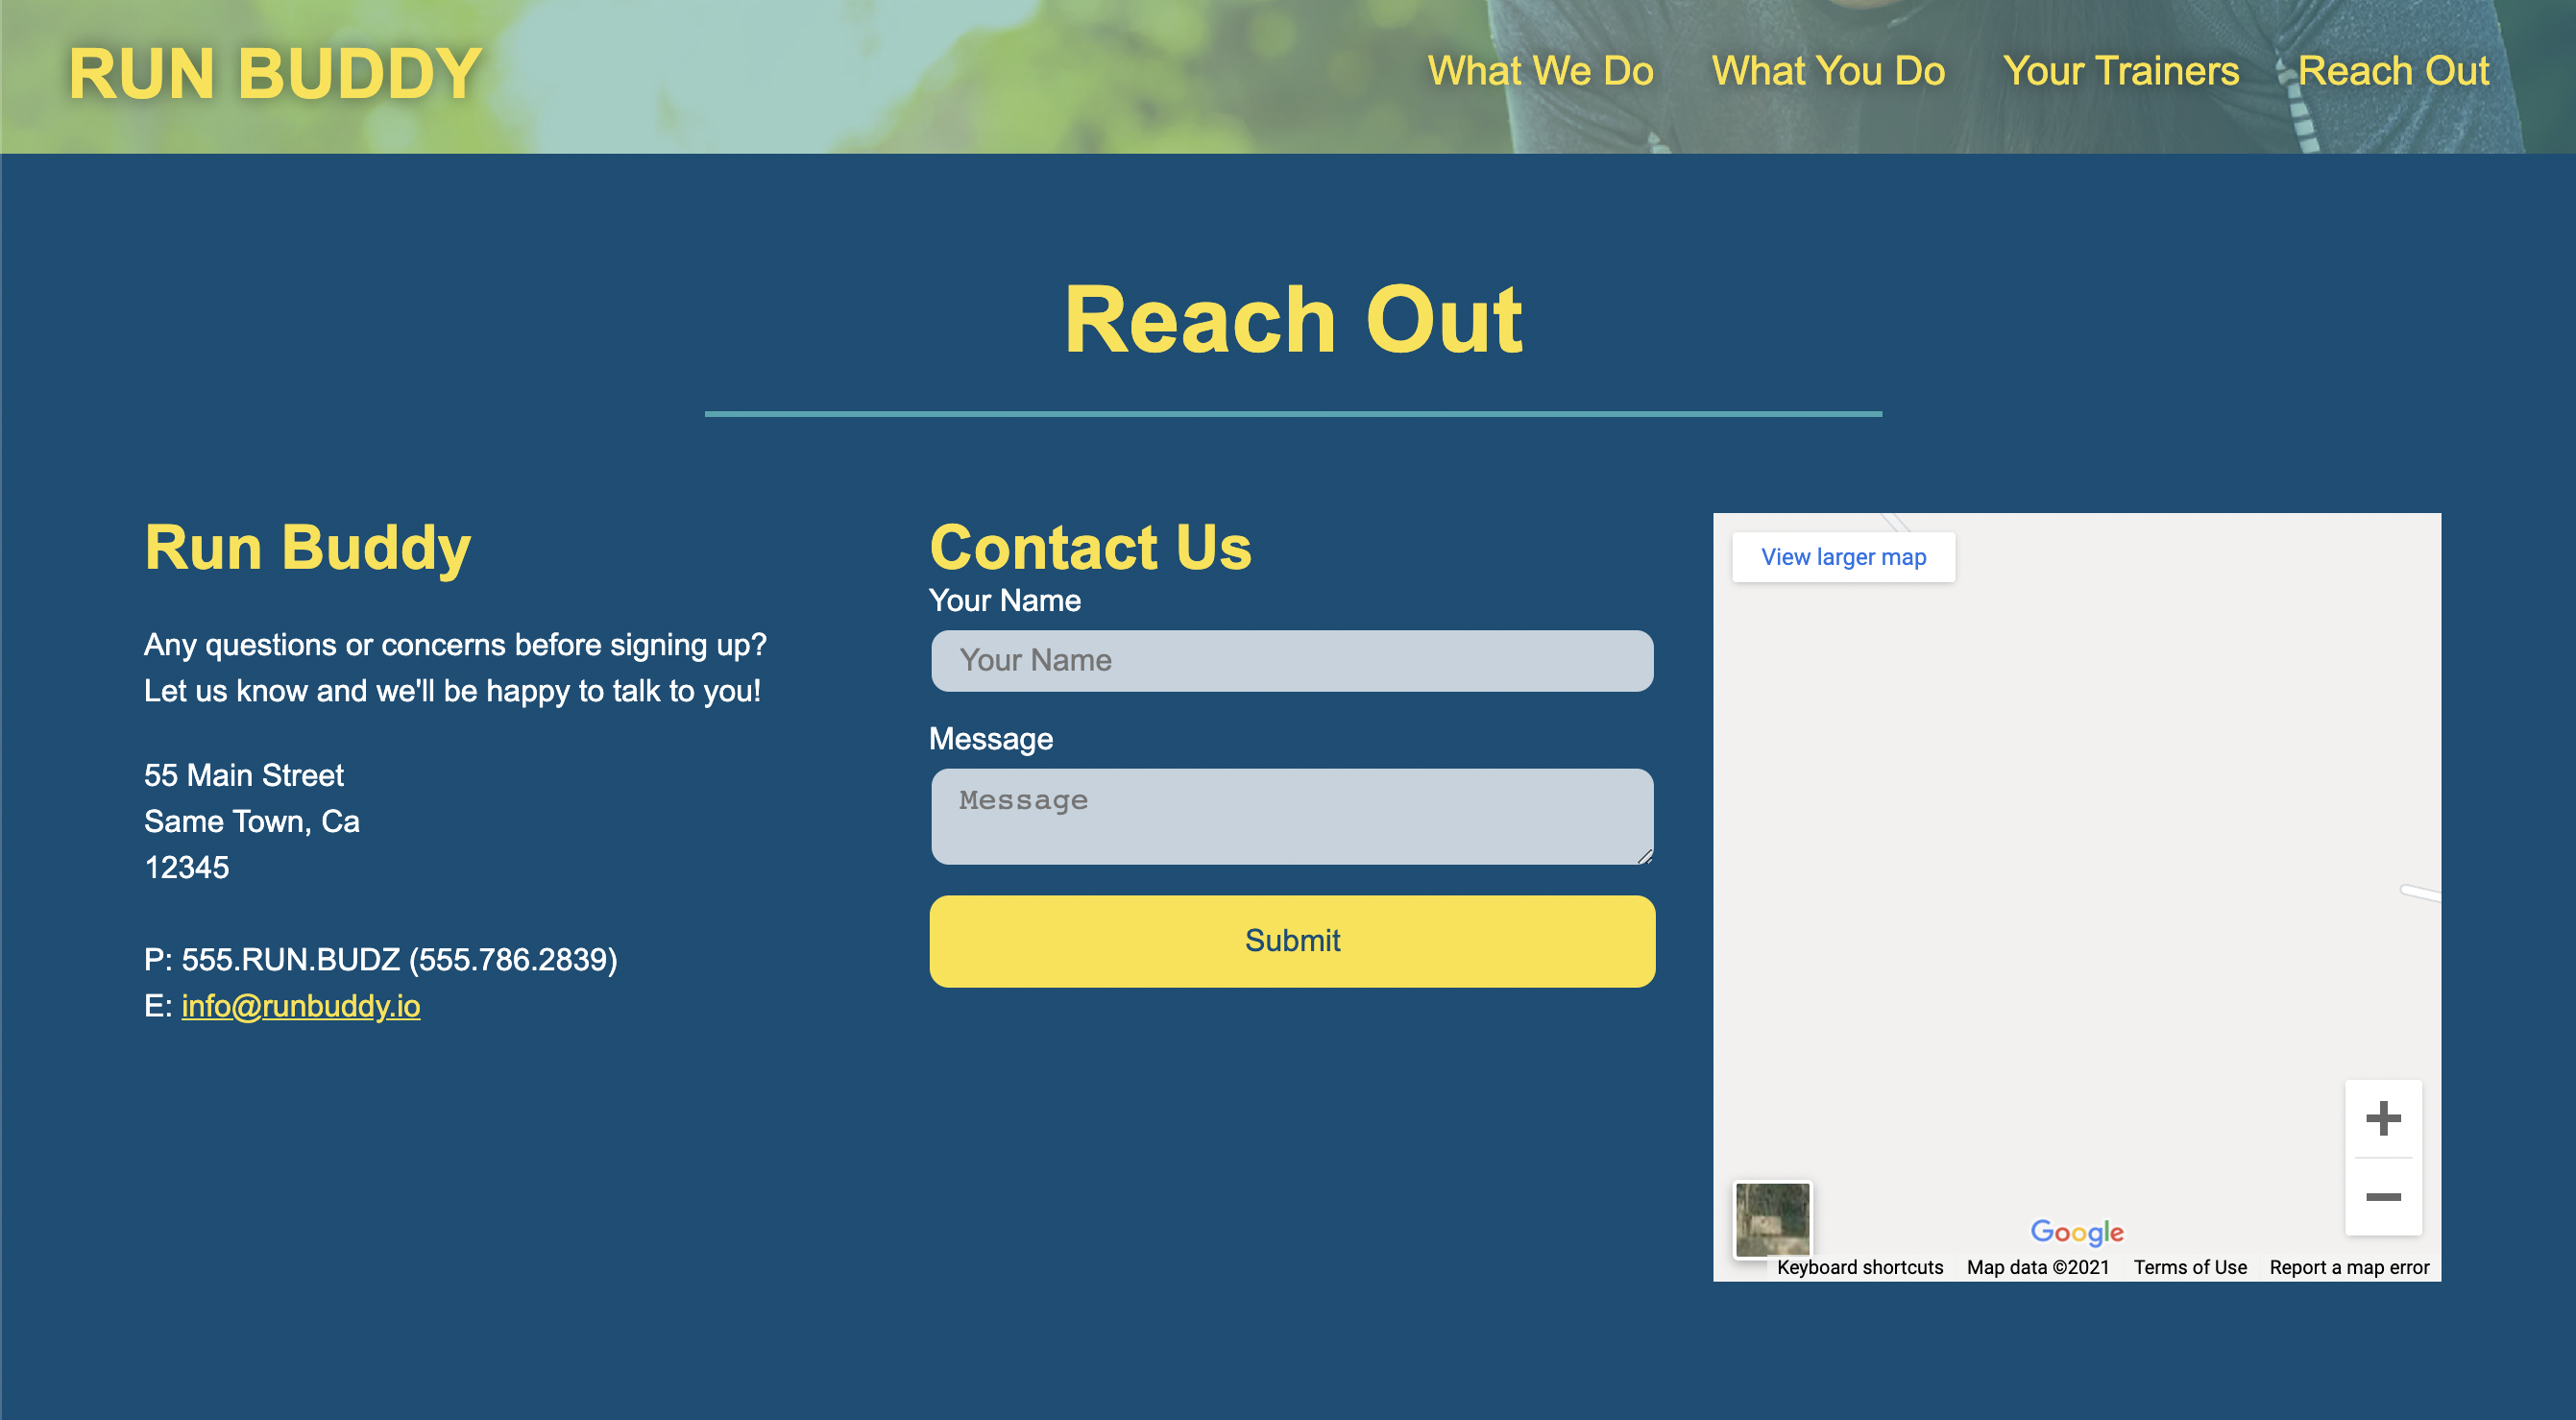 RUN BUDDY
What We Do
What You Do
Your Trainers
Reach Out
Reach Out
Run Buddy
Any questions or concerns before signing up?
Let us know and we'll be happy to talk to you!
55 Main Street
Same Town, Ca
12345
P: 555.RUN.BUDZ (555.786.2839)
E: info@runbuddy.io
Contact Us
Your Name
Your Name
Message
Message
Submit
View larger map
Google
Keyboard shortcuts
Map data ©2021
Terms of Use
Report a map error